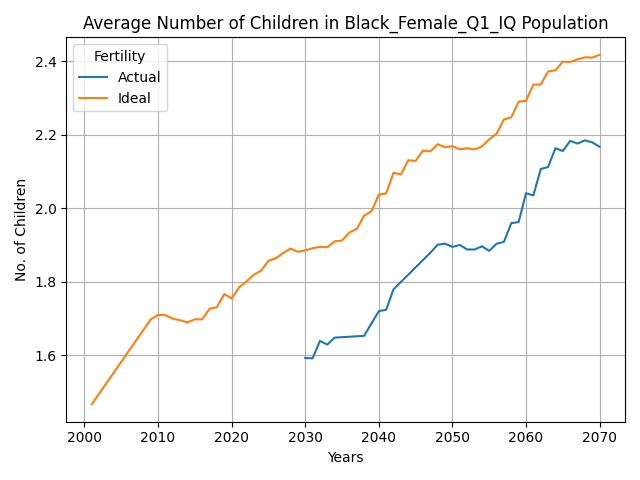 Average Number of Children in Black_Female_Q1_IQ Population
Fertility
Actual
Ideal
No. of Children
2.4
2.2
2.0
1.8
1.6
2000 2010 2020 2030 2040 2050 2060 2070
Years